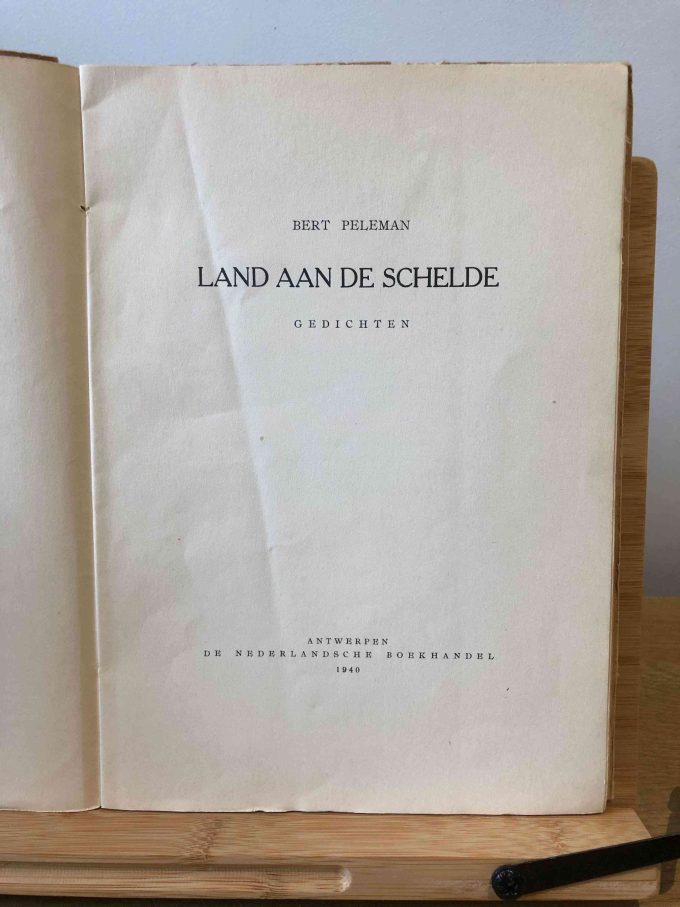 BERT PELEMAN
LAND AAN DE SCHELDE
GEDICHTEN
ANTWERPEN
DE NEDERLANDSCHE BOEKHANDEL
1940